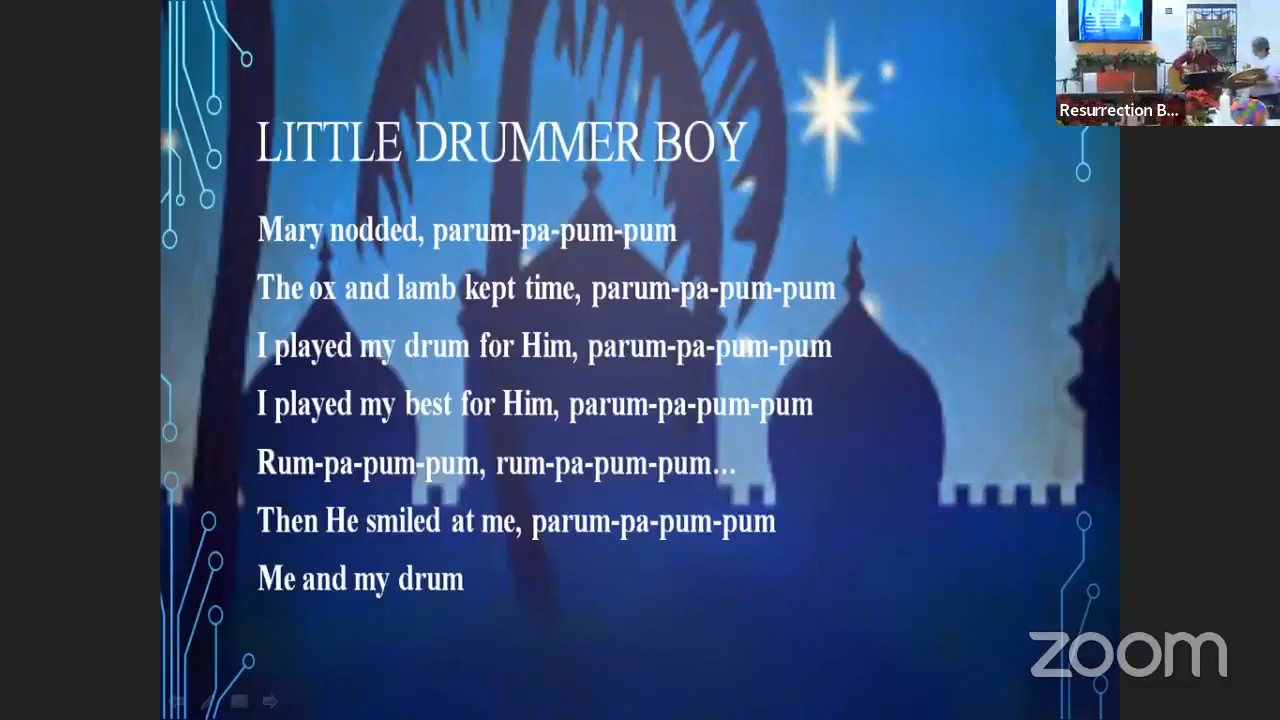 Resurrection B...
LITTLE DRUMMER BOY
Mary nodded, parum-pa-pum-pum
The ox and lamb kept time, parum-pa-pum-pum
I played my drum for Him, parum-pa-pum-pum
I played my best for Him, parum-pa-pum-pum
Rum-pa-pum-pum, rum-pa-pum-pum...
Then He smiled at me, parum-pa-pum-pum
Me and my drum
zoom